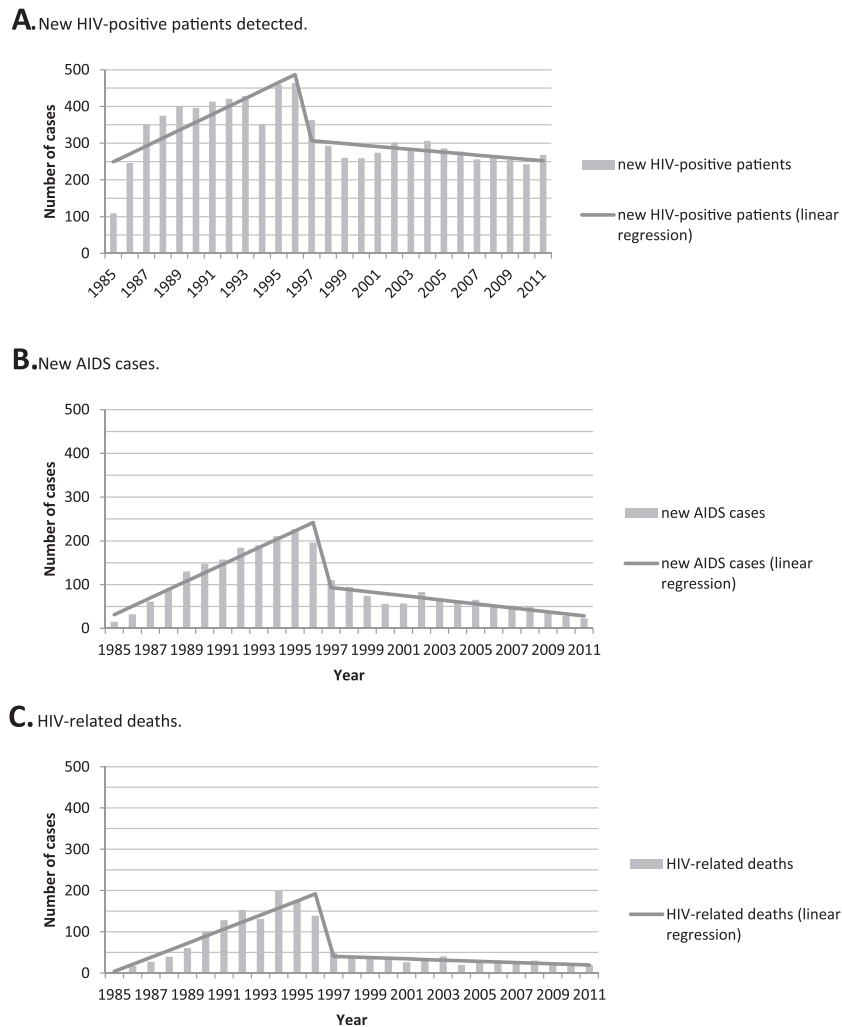 A. New HIV-positive patients detected.
500
400
300
200
100
0
Number of cases
1985 1987 1989 1991 1993 1995 1997 1999 2001 2003 2005 2007 2009 2011
new HIV-positive patients
new HIV-positive patients (linear
regression)
B. New AIDS cases.
500
400
300
200
100
0
Number of cases
1985 1987 1989 1991 1993 1995 1997 1999 2001 2003 2005 2007 2009 2011
Year
new AIDS cases
new AIDS cases (linear
regression)
C. HIV-related deaths.
500
400
300
200
100
0
Number of cases
1985 1987 1989 1991 1993 1995 1997 1999 2001 2003 2005 2007 2009 2011
Year
HIV-related deaths
HIV-related deaths (linear
regression)